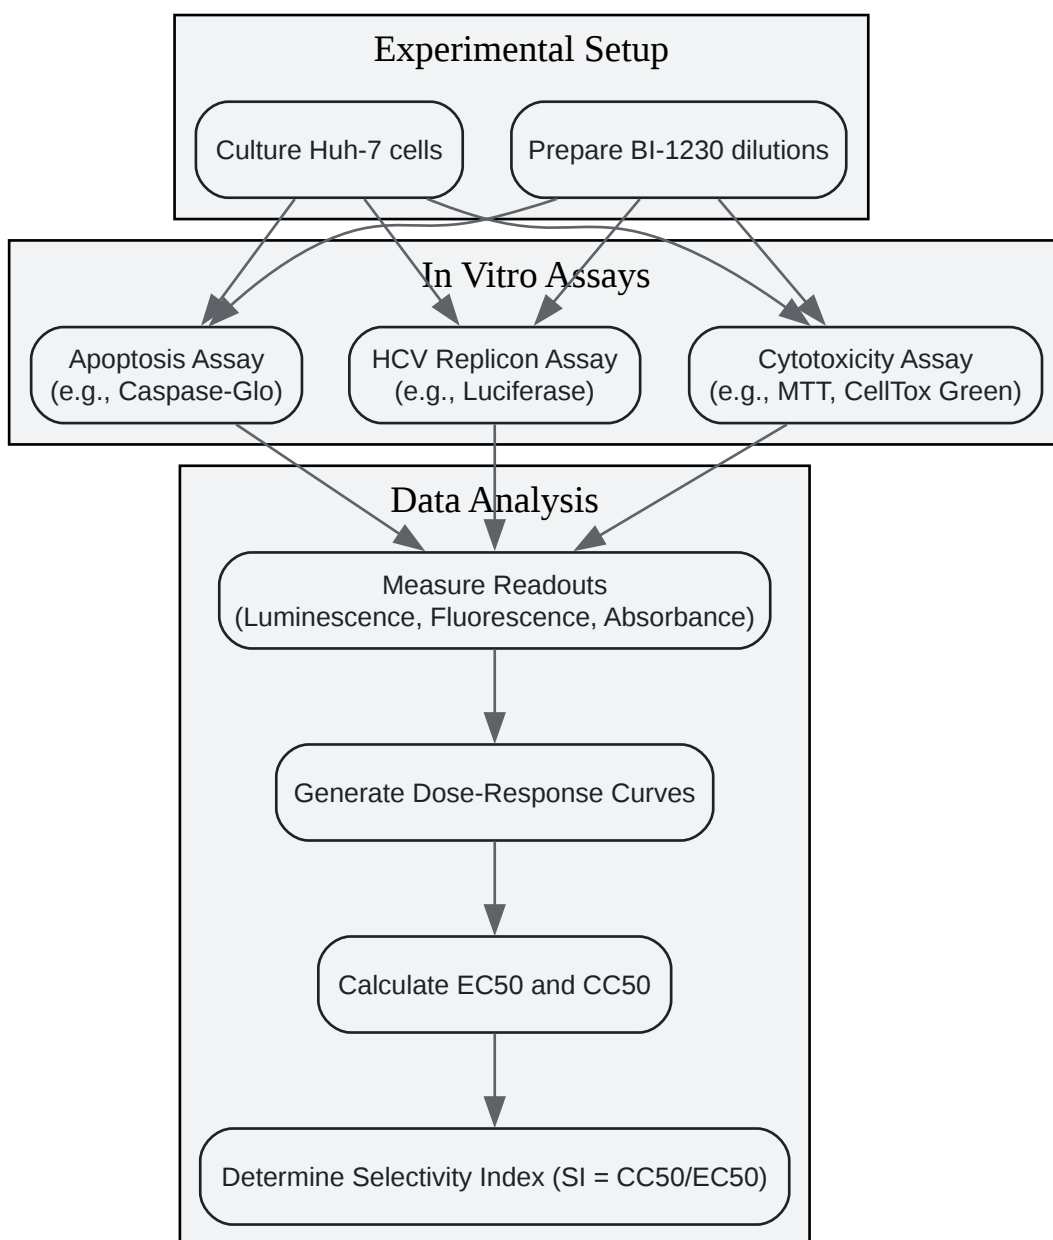 Experimental Setup
Culture Huh-7 cells
Prepare BI-1230 dilutions
In Vitro Assays
Apoptosis Assay
(e.g., Caspase-Glo)
HCV Replicon Assay
(e.g., Luciferase)
Cytotoxicity Assay
(e.g., MTT, CellTox Green)
Data Analysis
Measure Readouts
(Luminescence, Fluorescence, Absorbance)
Generate Dose-Response Curves
Calculate EC50 and CC50
Determine Selectivity Index (SI = CC50/EC50)